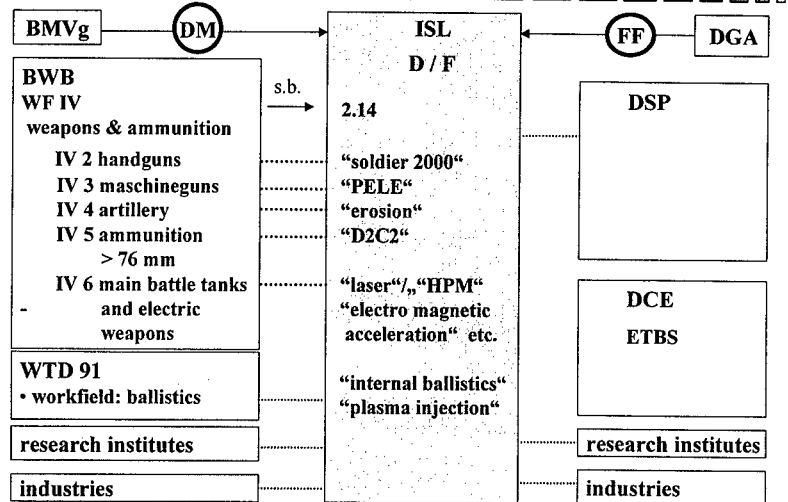 BMVg
DM
ISL
FF
DGA
D / F
BWB
WF IV
weapons & ammunition
IV 2 handguns
IV 3 maschineguns
IV 4 artillery
IV 5 ammunition
> 76 mm
IV 6 main battle tanks
- and electric
weapons
s.b.
2.14
“soldier 2000“
“PELE“
“erosion“
“D2C2“
“laser“/„“HPM“
“electro magnetic
acceleration“ etc.
DSP
DCE
ETBS
WTD 91
• workfield: ballistics
“internal ballistics“
“plasma injection“
research institutes
research institutes
industries
industries